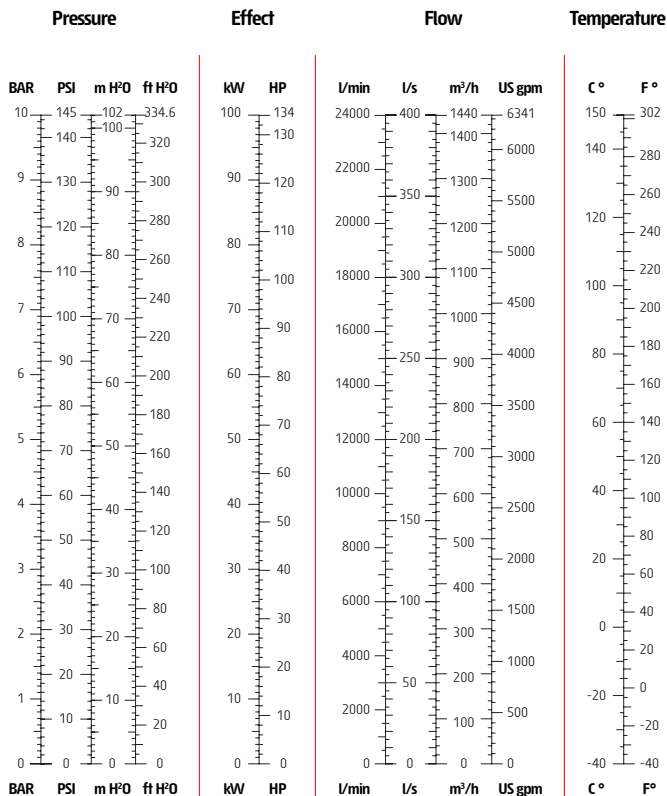 Pressure Effect Flow Temperature
BAR PSI m H²O ft H²O kW HP l/min l/s m³/h US gpm C° F°
10 145 102 334.6 100 134 24000 400 1440 6341 150 302
100
140 320 130 1400 6000 140
280
22000
9 130 90 300 90 120 350 1300 5500 260
8 120 80 280 80 110 20000 1200 5000 120 240
260
110 100 18000 300 1100 220
7 100 70 240 70 90 16000 1000 4500 100 200
220
6 90 60 200 60 80 14000 250 900 4000 80 180
80 180 70 800 3500 160
5 70 50 160 50 60 12000 200 700 3000 60 140
120
4 60 40 140 40 50 10000 150 600 2500 40 100
120
50 8000 500 2000 80
3 40 30 100 30 40 6000 100 400 1500 20 60
80
2 30 20 60 20 30 4000 300 1000 0 40
20 40 20 200 20
1 10 10 20 10 10 2000 50 100 500 -20 0
-20
0 0 0 0 0 0 0 0 0 0 -40 -40
BAR PSI m H²O ft H²O kW HP l/min l/s m³/h US gpm C° F°